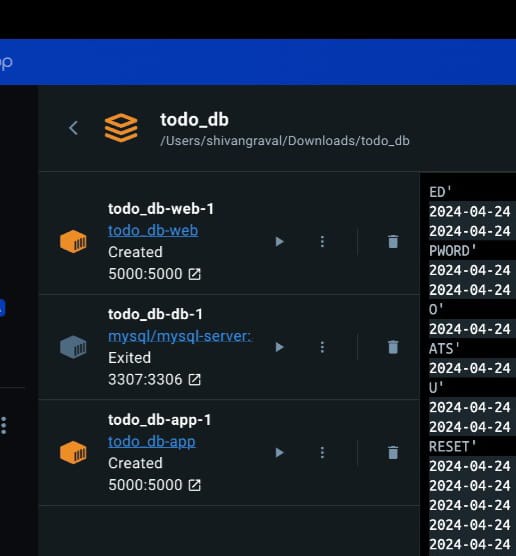 todo_db
/Users/shivangraval/Downloads/todo_db
todo_db-web-1
todo_db-web
Created
5000:5000
todo_db-db-1
mysql/mysql-server:
Exited
3307:3306
todo_db-app-1
todo_db-app
Created
5000:5000
ED'
2024-04-24
2024-04-24
PWORD'
2024-04-24
2024-04-24
O'
2024-04-24
ATS'
2024-04-24
U'
2024-04-24
2024-04-24
RESET'
2024-04-24
2024-04-24
2024-04-24
2024-04-24
2024-04-24